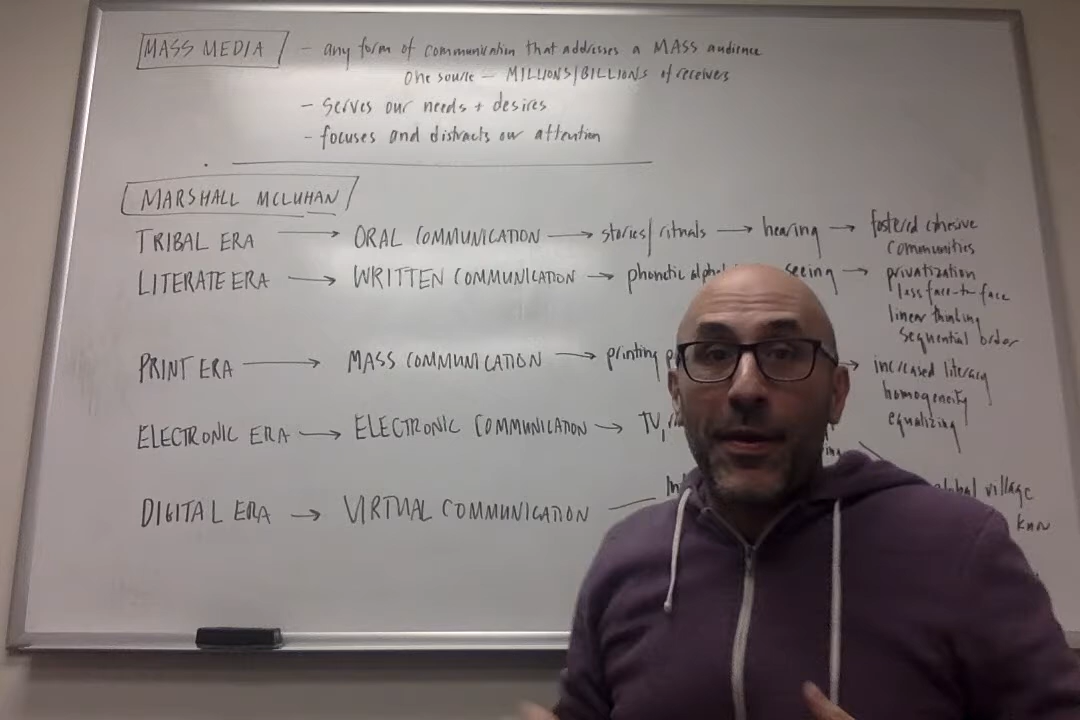 MASS MEDIA - any form of communication that addresses a MASS audience
One source - MILLIONS/BILLIONS of receivers
- serves our needs + desires
- focuses and distracts our attention
MARSHALL MCLUHAN
TRIBAL ERA → ORAL COMMUNICATION → stories/rituals → hearing → fostered cohesive
communities
LITERATE ERA → WRITTEN COMMUNICATION → phonetic seeing → privatization
less face-to-face
linear thinking
sequential order
PRINT ERA → MASS COMMUNICATION → printing → increased literacy
homogeneity
equalizing
ELECTRONIC ERA → ELECTRONIC COMMUNICATION → TV,
village
DIGITAL ERA → VIRTUAL COMMUNICATION